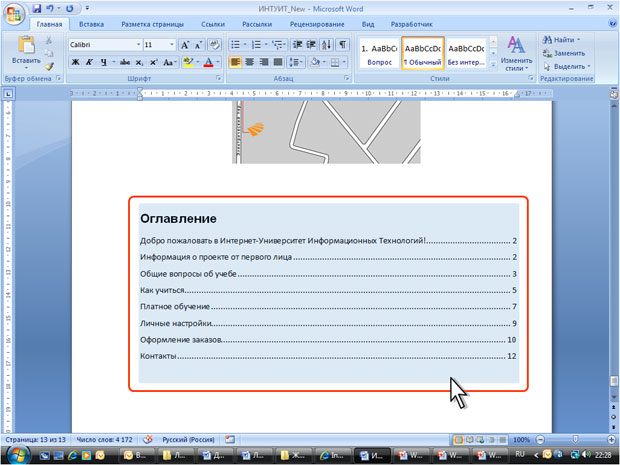 ИНТУИТ_New - Microsoft Word
Главная Вставка Разметка страницы Ссылки Рассылки Рецензирование Вид Разработчик
Calibri 11
AaBbCc AaBbCcDc AaBbCcDc
Найти
Заменить
Выделить
Вставить
1. Вопрос ¶ Обычный Без интер...
Изменить стили
Буфер обмена Шрифт Абзац Стили Редактирование
Оглавление
Добро пожаловать в Интернет-Университет Информационных Технологий!.................................... 2
Информация о проекте от первого лица.................................... 2
Общие вопросы об учебе.................................... 3
Как учиться.................................... 5
Платное обучение.................................... 7
Личные настройки.................................... 9
Оформление заказов.................................... 10
Контакты.................................... 12
Страница: 13 из 13 Число слов: 4 172 Русский (Россия) 100%
RU 22:28